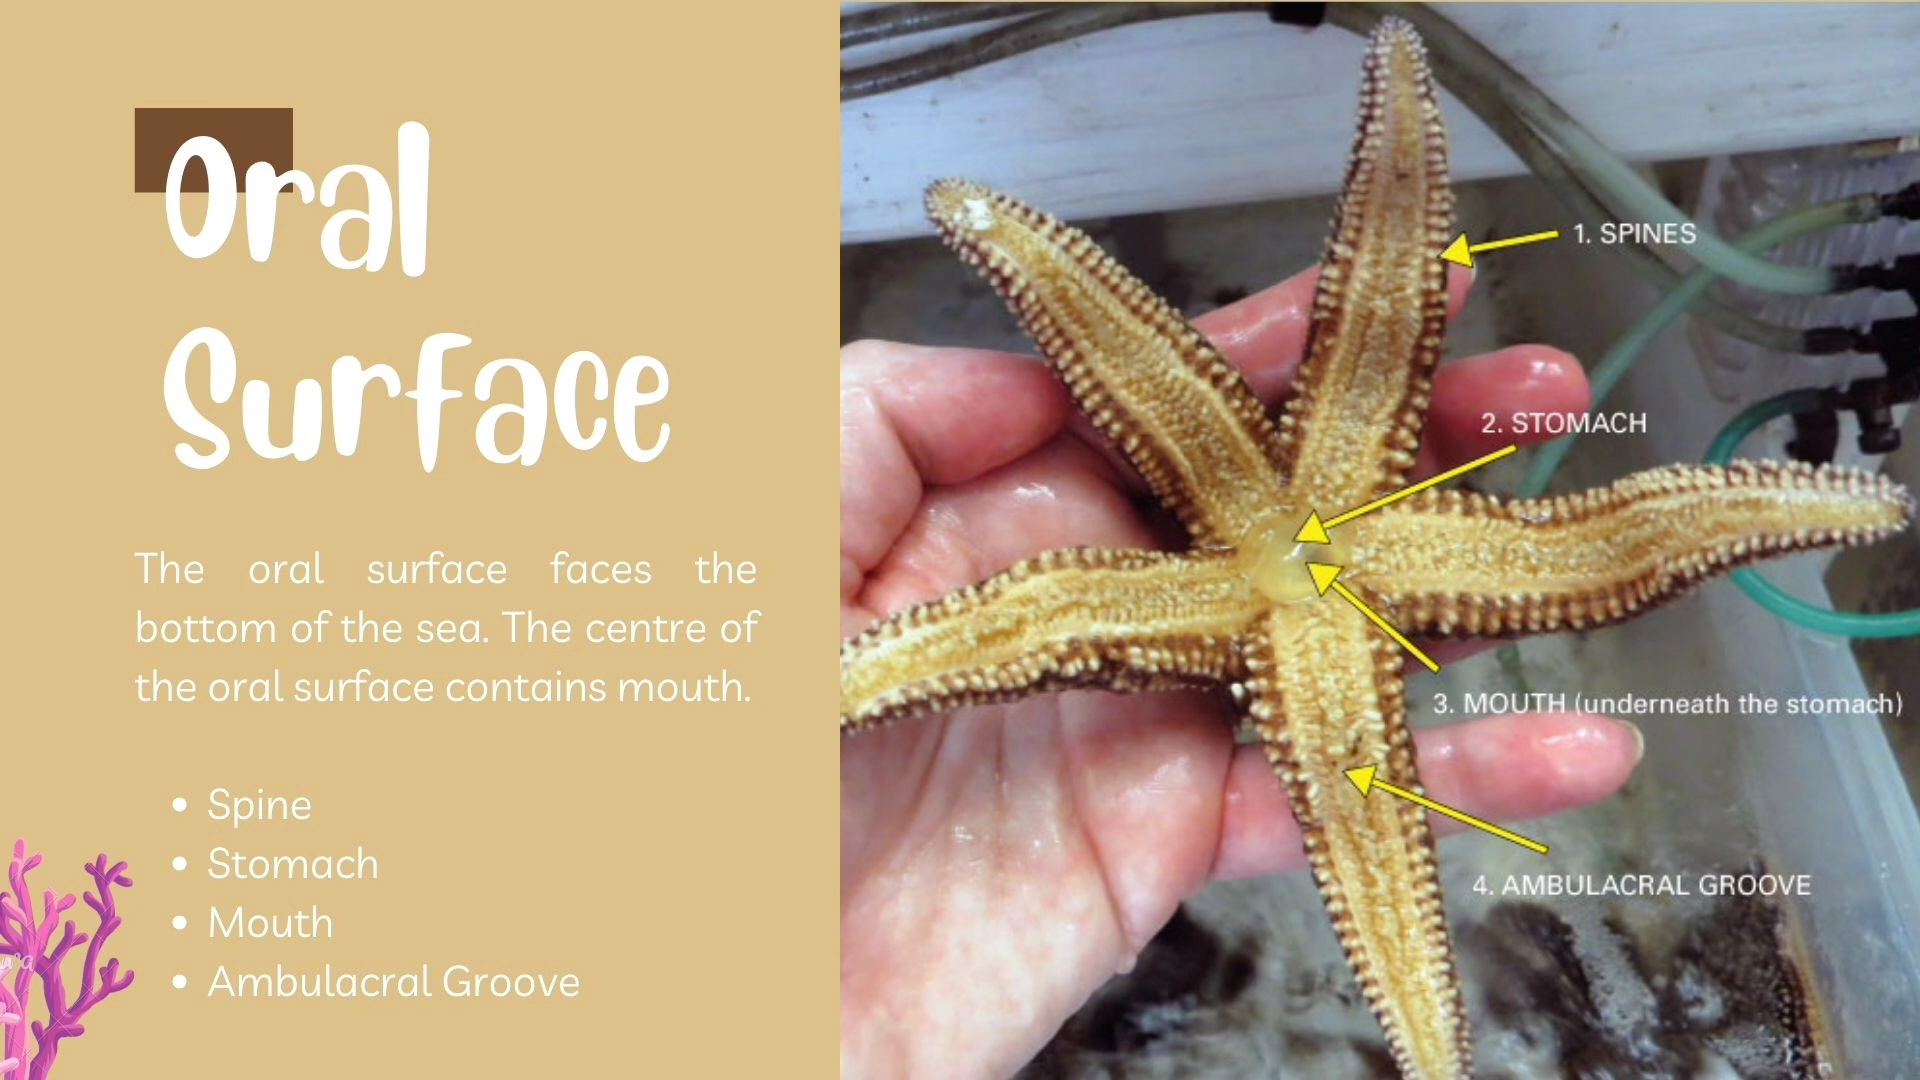 Oral
Surface
The oral surface faces the
bottom of the sea. The centre of
the oral surface contains mouth.
• Spine
• Stomach
• Mouth
• Ambulacral Groove
1. SPINES
2. STOMACH
3. MOUTH (underneath the stomach)
4. AMBULACRAL GROOVE